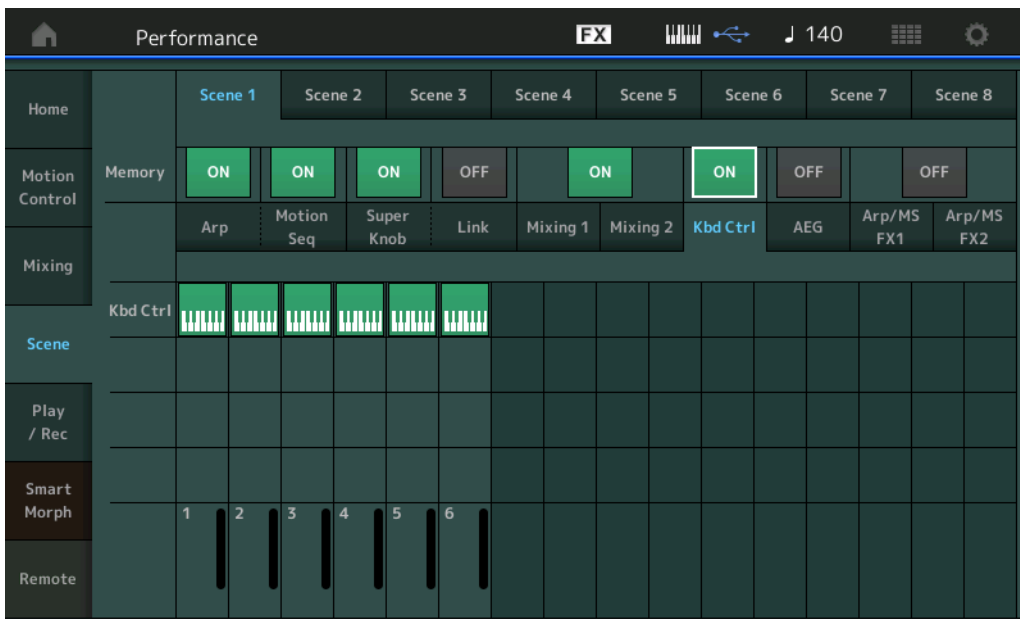 Performance
FX
140
Scene 1 Scene 2 Scene 3 Scene 4 Scene 5 Scene 6 Scene 7 Scene 8
Home
Memory ON ON ON OFF ON ON OFF OFF
Motion
Control
Arp
Motion
Seq
Super
Knob
Link
Mixing 1
Mixing 2
Kbd Ctrl
AEG
Arp/MS
FX1
Arp/MS
FX2
Mixing
Kbd Ctrl
Scene
Play
/ Rec
Smart
Morph
1 2 3 4 5 6
Remote